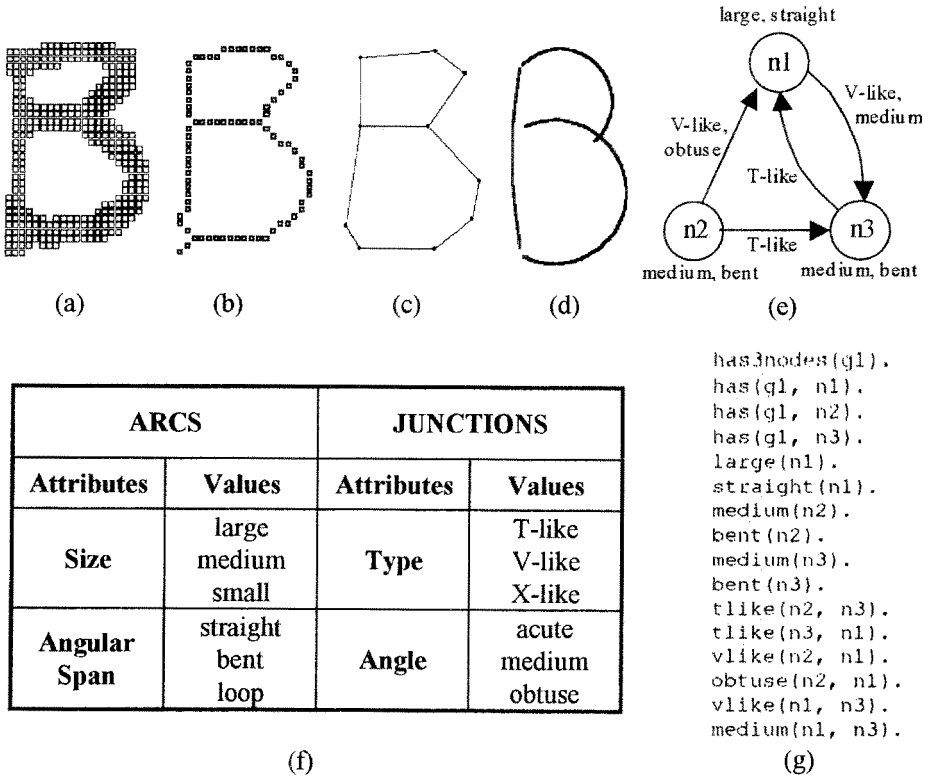 large, straight
n1
V-like,
medium
V-like,
obtuse
T-like
n2
n3
T-like
medium, bent
medium, bent
(a)
(b)
(c)
(d)
(e)
ARCS
JUNCTIONS
Attributes
Values
Attributes
Values
Size
large
medium
small
Type
T-like
V-like
X-like
Angular
Span
straight
bent
loop
Angle
acute
medium
obtuse
(f)
has3nodes(g1).
has(g1, n1).
has(g1, n2).
has(g1, n3).
large(n1).
straight(n1).
medium(n2).
bent(n2).
medium(n3).
bent(n3).
tlike(n2, n3).
tlike(n3, n1).
vlike(n2, n1).
obtuse(n2, n1).
vlike(n1, n3).
medium(n1, n3).
(g)